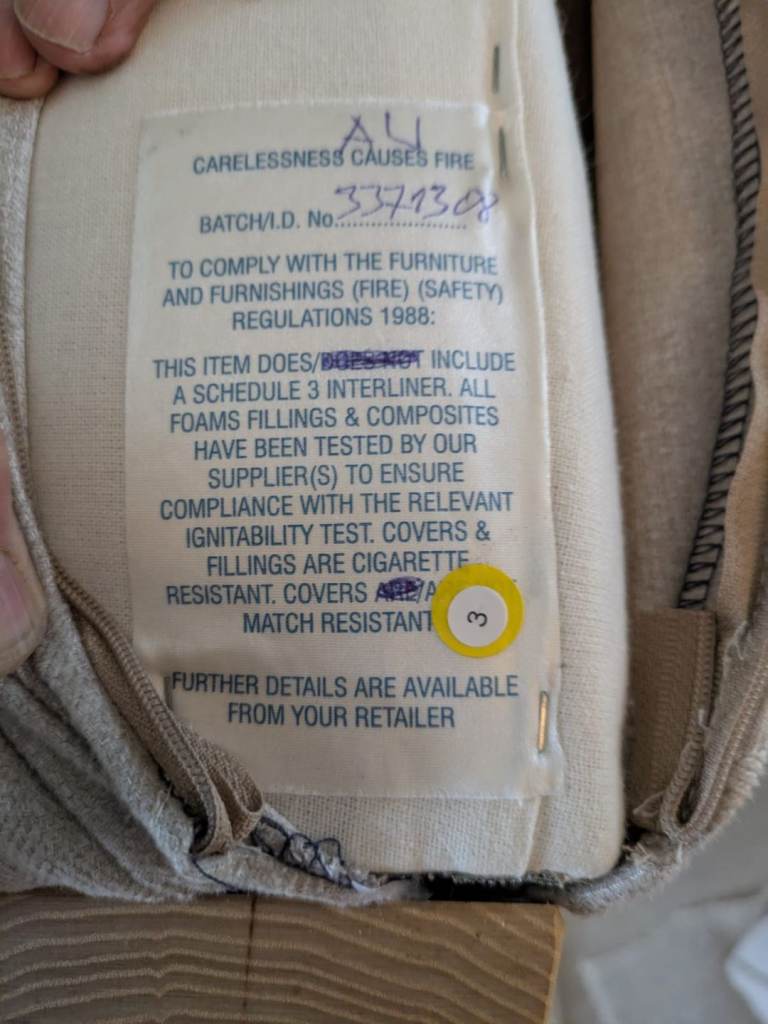 A4
CARELESSNESS CAUSES FIRE
BATCH/I.D. No. 3371308
TO COMPLY WITH THE FURNITURE
AND FURNISHINGS (FIRE) (SAFETY)
REGULATIONS 1988:
THIS ITEM DOES/DOES NOT INCLUDE
A SCHEDULE 3 INTERLINER. ALL
FOAMS FILLINGS & COMPOSITES
HAVE BEEN TESTED BY OUR
SUPPLIER(S) TO ENSURE
COMPLIANCE WITH THE RELEVANT
IGNITABILITY TEST. COVERS &
FILLINGS ARE CIGARETTE
RESISTANT. COVERS ARE/A
MATCH RESISTANT
3
FURTHER DETAILS ARE AVAILABLE
FROM YOUR RETAILER